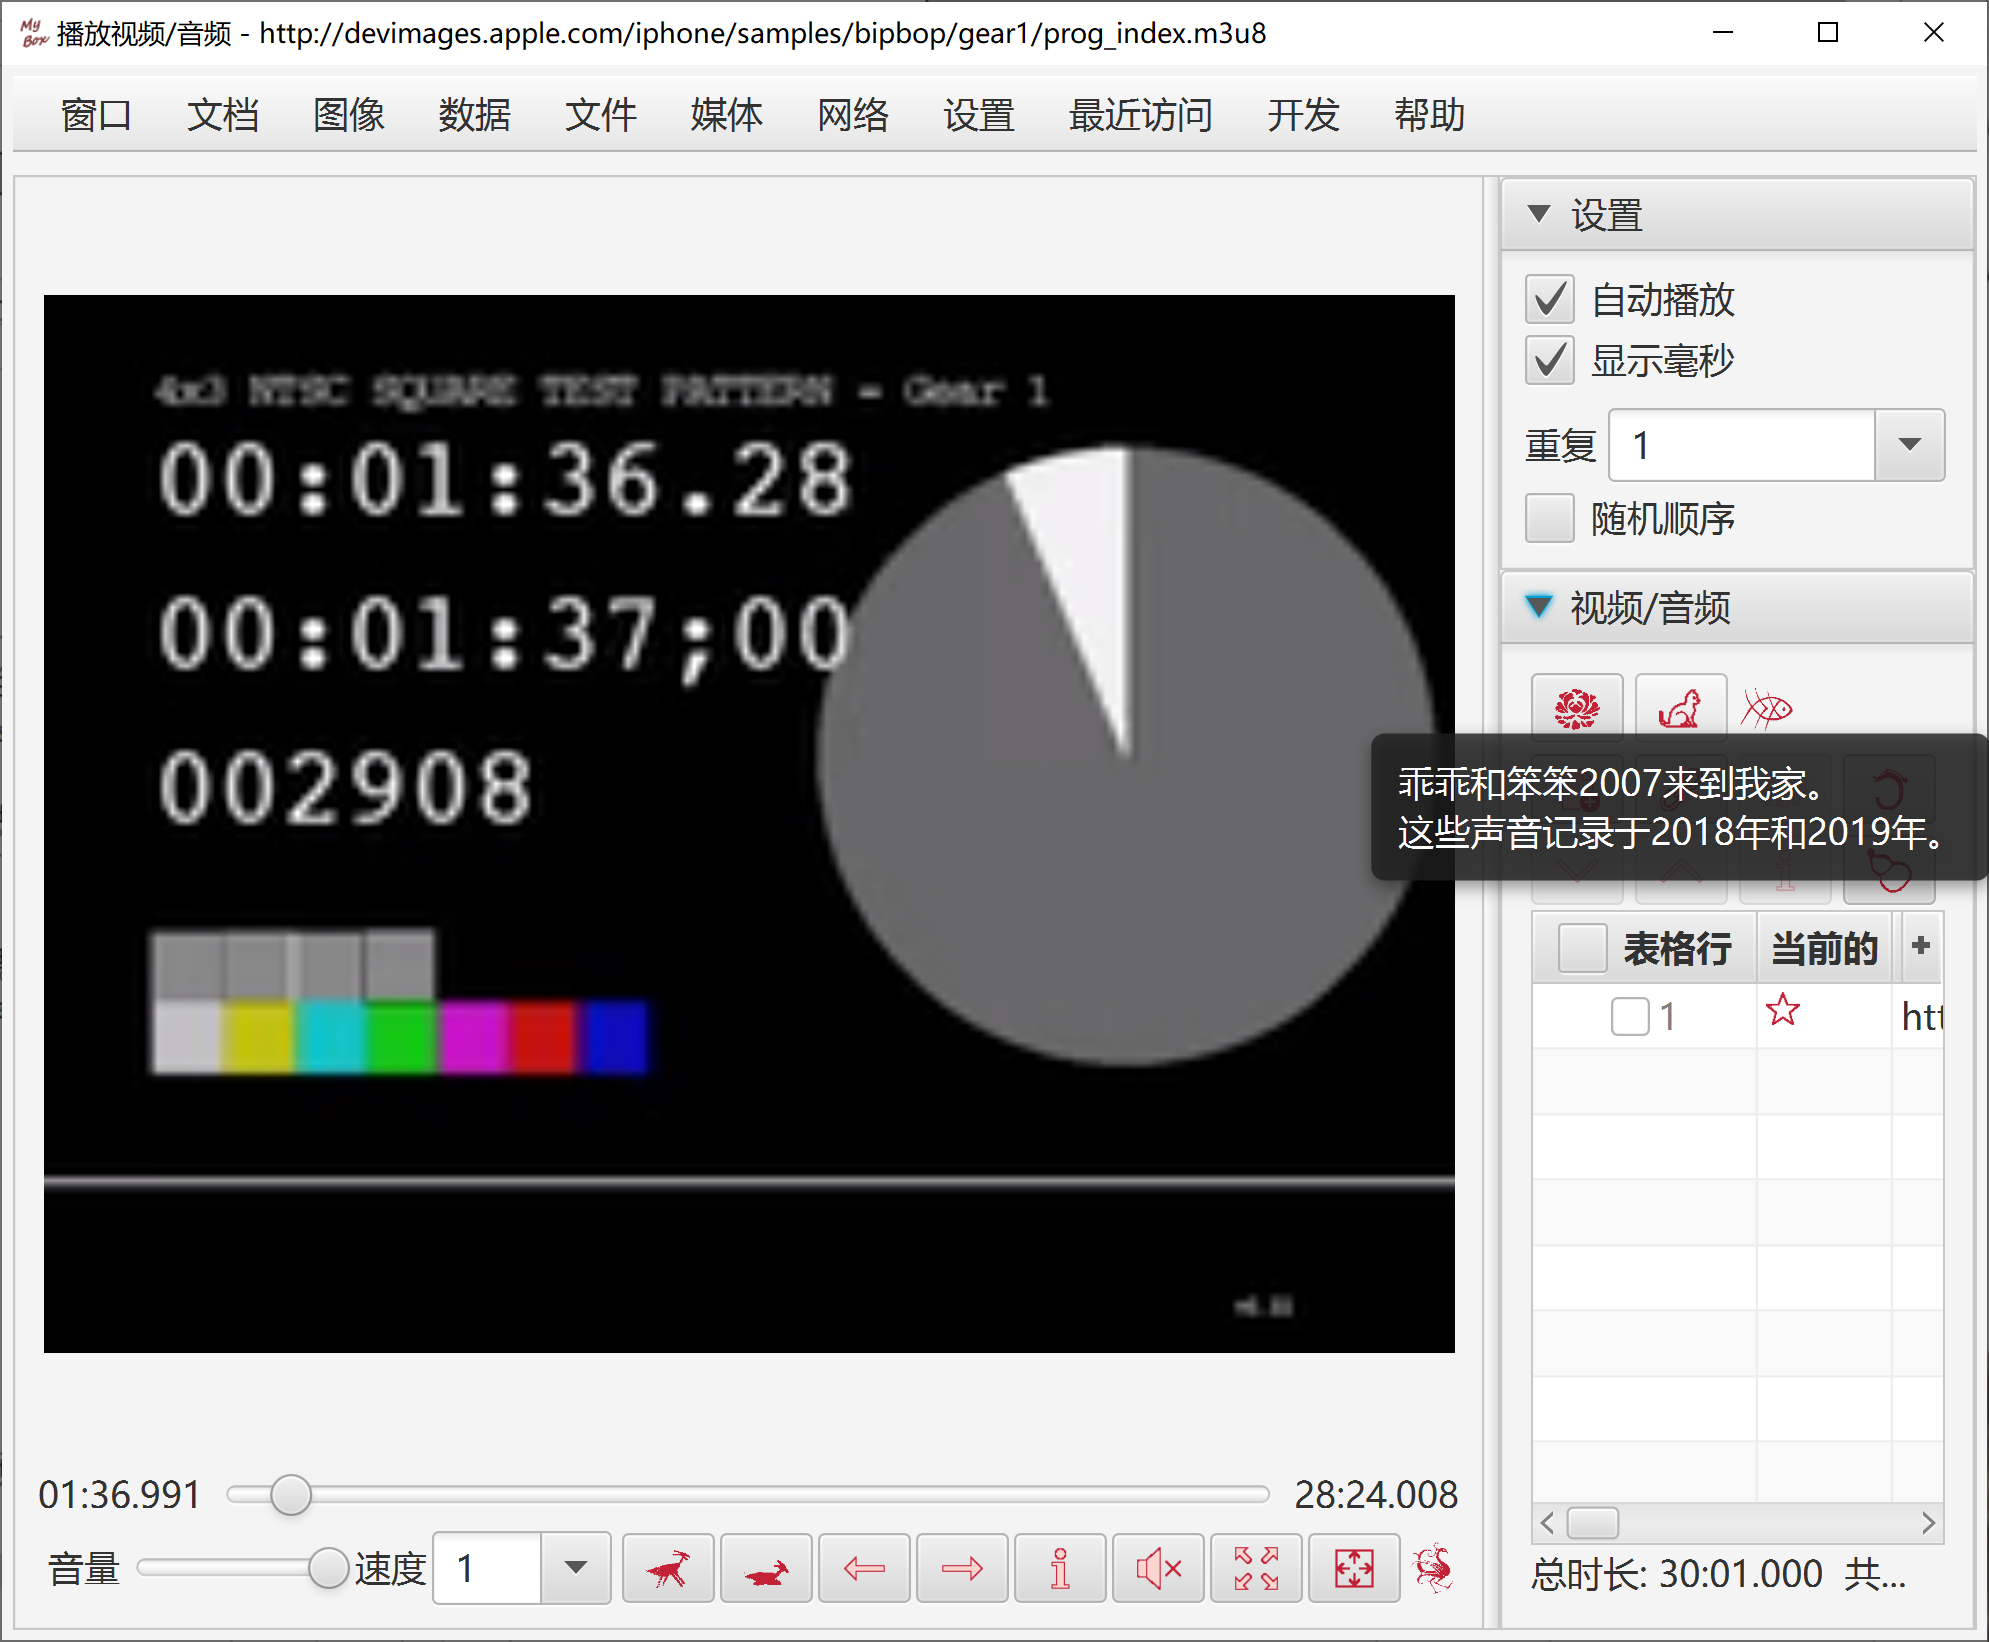 My Box 播放视频/音频 - http://devimages.apple.com/iphone/samples/bipbop/gear1/prog_index.m3u8
窗口 文档 图像 数据 文件 媒体 网络 设置 最近访问 开发 帮助
4x3 NTSC SQUARE TEST PATTERN - Gear 1
00:01:36.28
00:01:37;00
002908
01:36.991
28:24.008
音量
速度 1
设置
自动播放
显示毫秒
重复 1
随机顺序
视频/音频
乖乖和笨笨2007来到我家。
这些声音记录于2018年和2019年。
表格行 当前的 +
1 htt
总时长: 30:01.000 共...